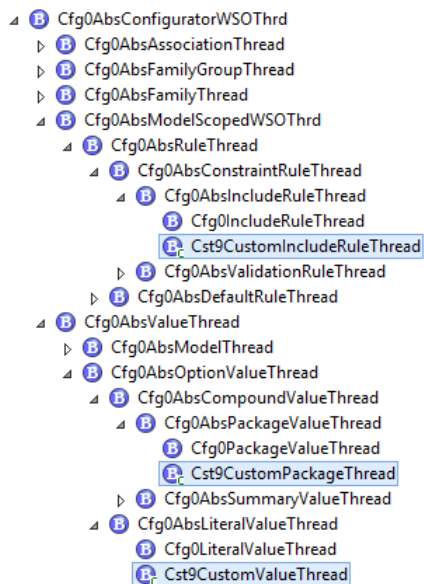 Cfg0AbsConfiguratorWSOThrd
Cfg0AbsAssociationThread
Cfg0AbsFamilyGroupThread
Cfg0AbsFamilyThread
Cfg0AbsModelScopedWSOThrd
Cfg0AbsRuleThread
Cfg0AbsConstraintRuleThread
Cfg0AbsIncludeRuleThread
Cfg0IncludeRuleThread
Cst9CustomIncludeRuleThread
Cfg0AbsValidationRuleThread
Cfg0AbsDefaultRuleThread
Cfg0AbsValueThread
Cfg0AbsModelThread
Cfg0AbsOptionValueThread
Cfg0AbsCompoundValueThread
Cfg0AbsPackageValueThread
Cfg0PackageValueThread
Cst9CustomPackageThread
Cfg0AbsSummaryValueThread
Cfg0AbsLiteralValueThread
Cfg0LiteralValueThread
Cst9CustomValueThread